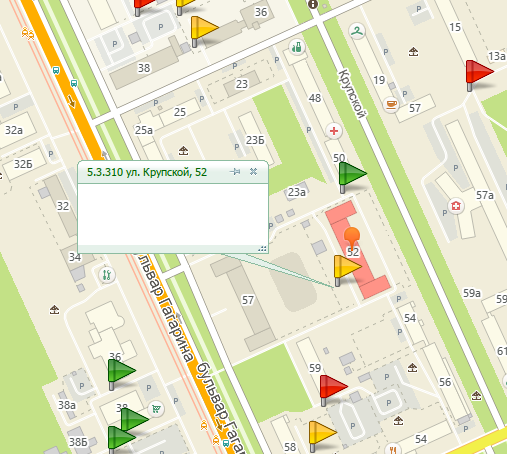 36
15
13а
38
19
23
48
57
25
25а
32а
Крупской
23Б
32Б
50
5.3.310 ул. Крупской, 52
57а
32
23а
52
34
59а
бульвар Гагарина
57
54
61
36
59
56
38а
38
бульвар Гага
38Б
58
54
P
P
P
P
P
P
P
P
P
P